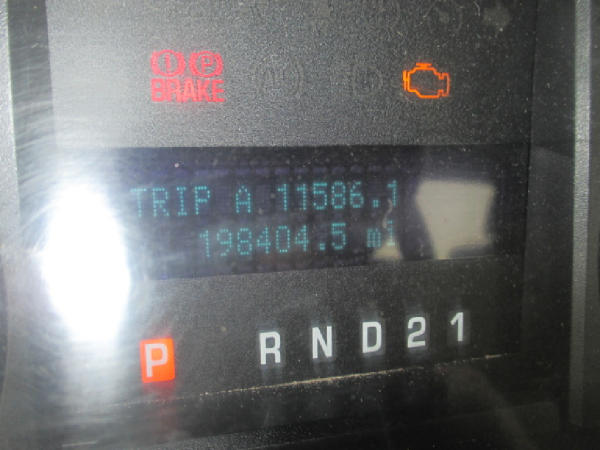 BRAKE
TRIP A 11586.1
198404.5 mi
P R N D 2 1